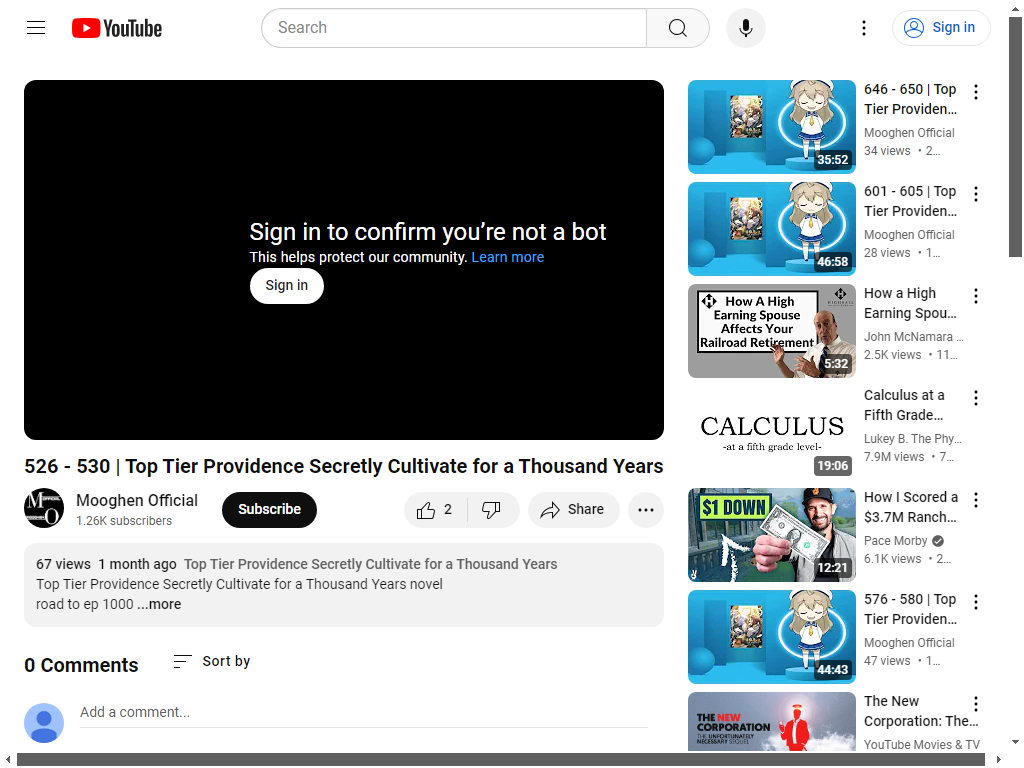 YouTube
Search
Sign in
Sign in to confirm you’re not a bot
This helps protect our community. Learn more
Sign in
526 - 530 | Top Tier Providence Secretly Cultivate for a Thousand Years
Mooghen Official
1.26K subscribers
Subscribe
2
Share
67 views 1 month ago Top Tier Providence Secretly Cultivate for a Thousand Years
Top Tier Providence Secretly Cultivate for a Thousand Years novel
road to ep 1000 ...more
0 Comments
Sort by
Add a comment...
35:52
646 - 650 | Top
Tier Providen...
Mooghen Official
34 views • 2...
46:58
601 - 605 | Top
Tier Providen...
Mooghen Official
28 views • 1...
How A High
Earning Spouse
Affects Your
Railroad Retirement
5:32
How a High
Earning Spou...
John McNamara ...
2.5K views • 11...
CALCULUS
-at a fifth grade level-
19:06
Calculus at a
Fifth Grade...
Lukey B. The Phy...
7.9M views • 7...
$1 DOWN
12:21
How I Scored a
$3.7M Ranch...
Pace Morby
6.1K views • 2...
44:43
576 - 580 | Top
Tier Providen...
Mooghen Official
47 views • 1...
THE NEW
CORPORATION
THE UNFORTUNATELY
NECESSARY SEQUEL
The New
Corporation: The...
YouTube Movies & TV